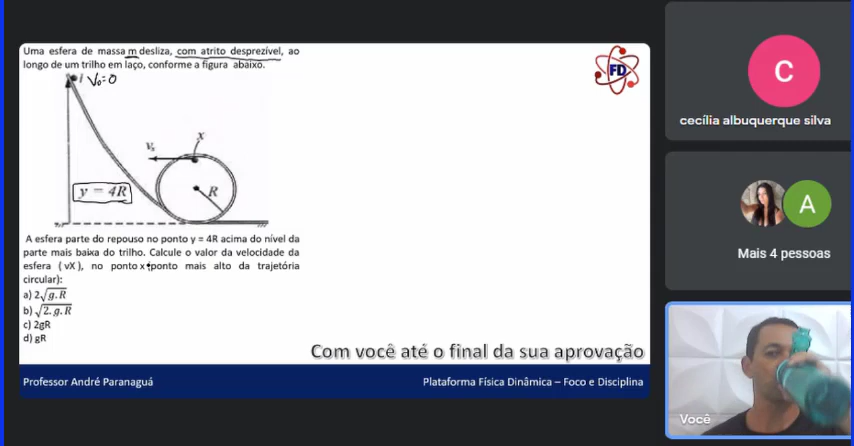 Uma esfera de massa m desliza, com atrito desprezível, ao
longo de um trilho em laço, conforme a figura abaixo.
V₀=0
x
Vₓ
R
y = 4R
A esfera parte do repouso no ponto y = 4R acima do nível da
parte mais baixa do trilho. Calcule o valor da velocidade da
esfera (vX), no ponto x (ponto mais alto da trajetória
circular):
a) 2√g.R
b) √2.g.R
c) 2gR
d) gR
FD
Com você até o final da sua aprovação
Professor André Paranaguá
Plataforma Física Dinâmica – Foco e Disciplina
C
cecília albuquerque silva
A
Mais 4 pessoas
Você